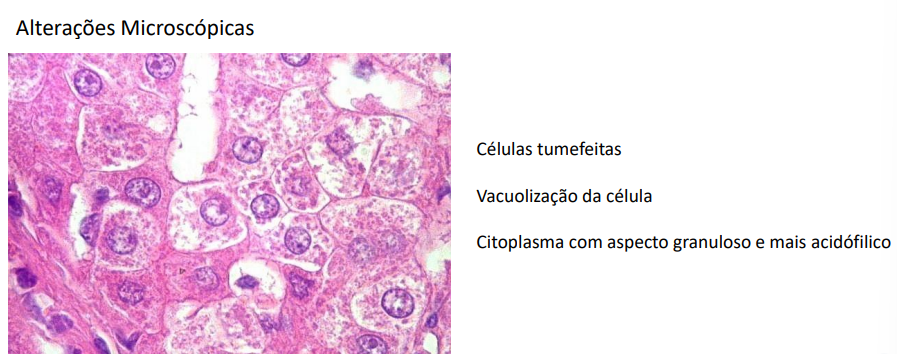 Alterações Microscópicas
Células tumefeitas
Vacuolização da célula
Citoplasma com aspecto granuloso e mais acidófilico